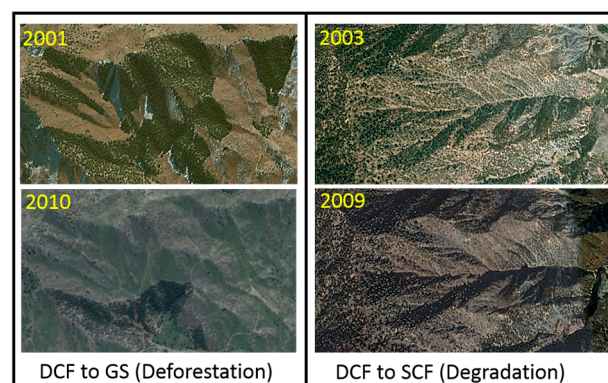 2001
2003
2010
2009
DCF to GS (Deforestation)
DCF to SCF (Degradation)